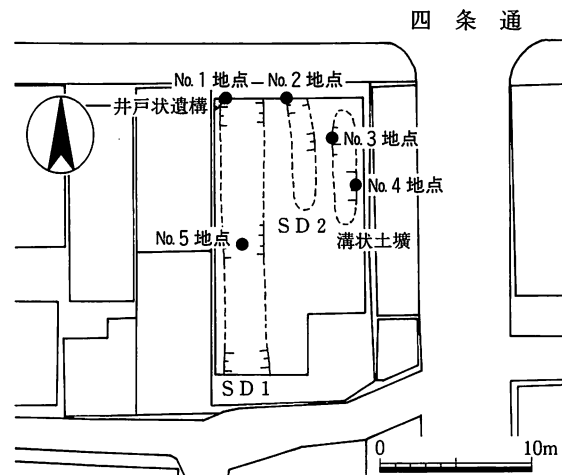 四条通
No.1地点 No.2地点
井戸状遺構
No.3地点
No.4地点
No.5地点
SD2
溝状土壙
SD1
0 10m